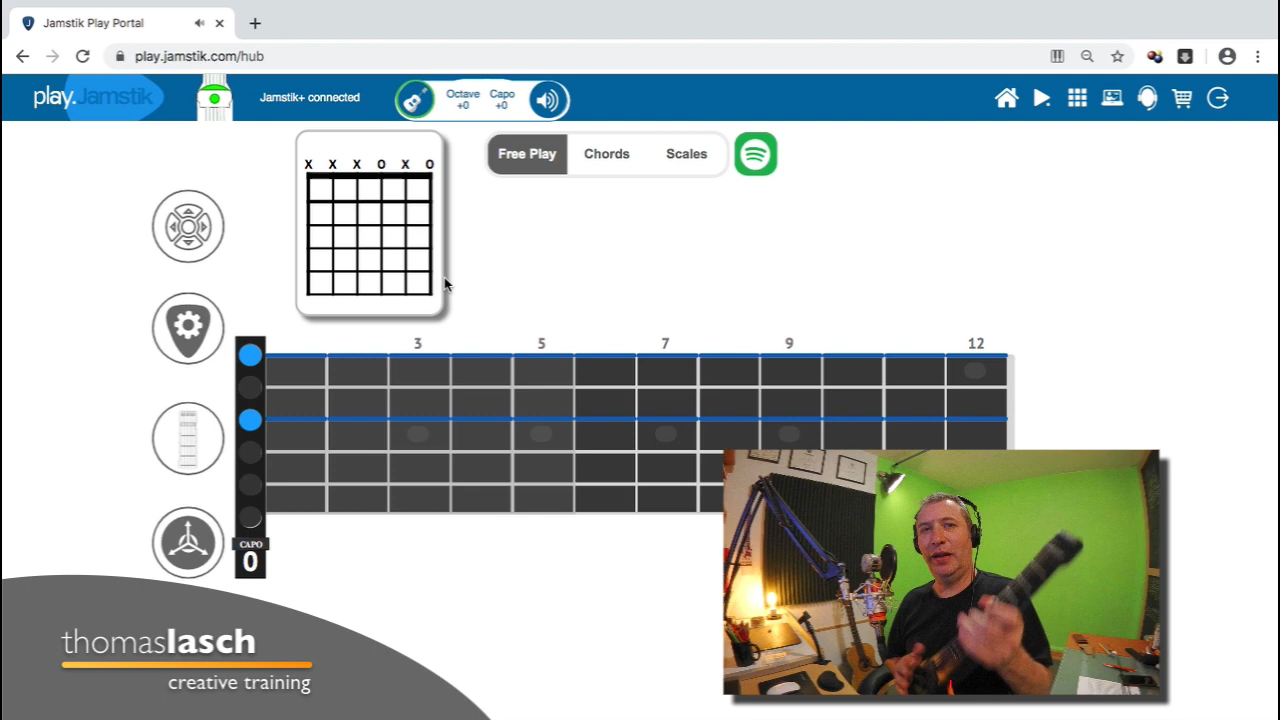 Jamstik Play Portal
play.jamstik.com/hub
play.Jamstik
Jamstik+ connected
Octave
+0
Capo
+0
X X X O X O
Free Play
Chords
Scales
3 5 7 9 12
CAPO
0
thomaslasch
creative training